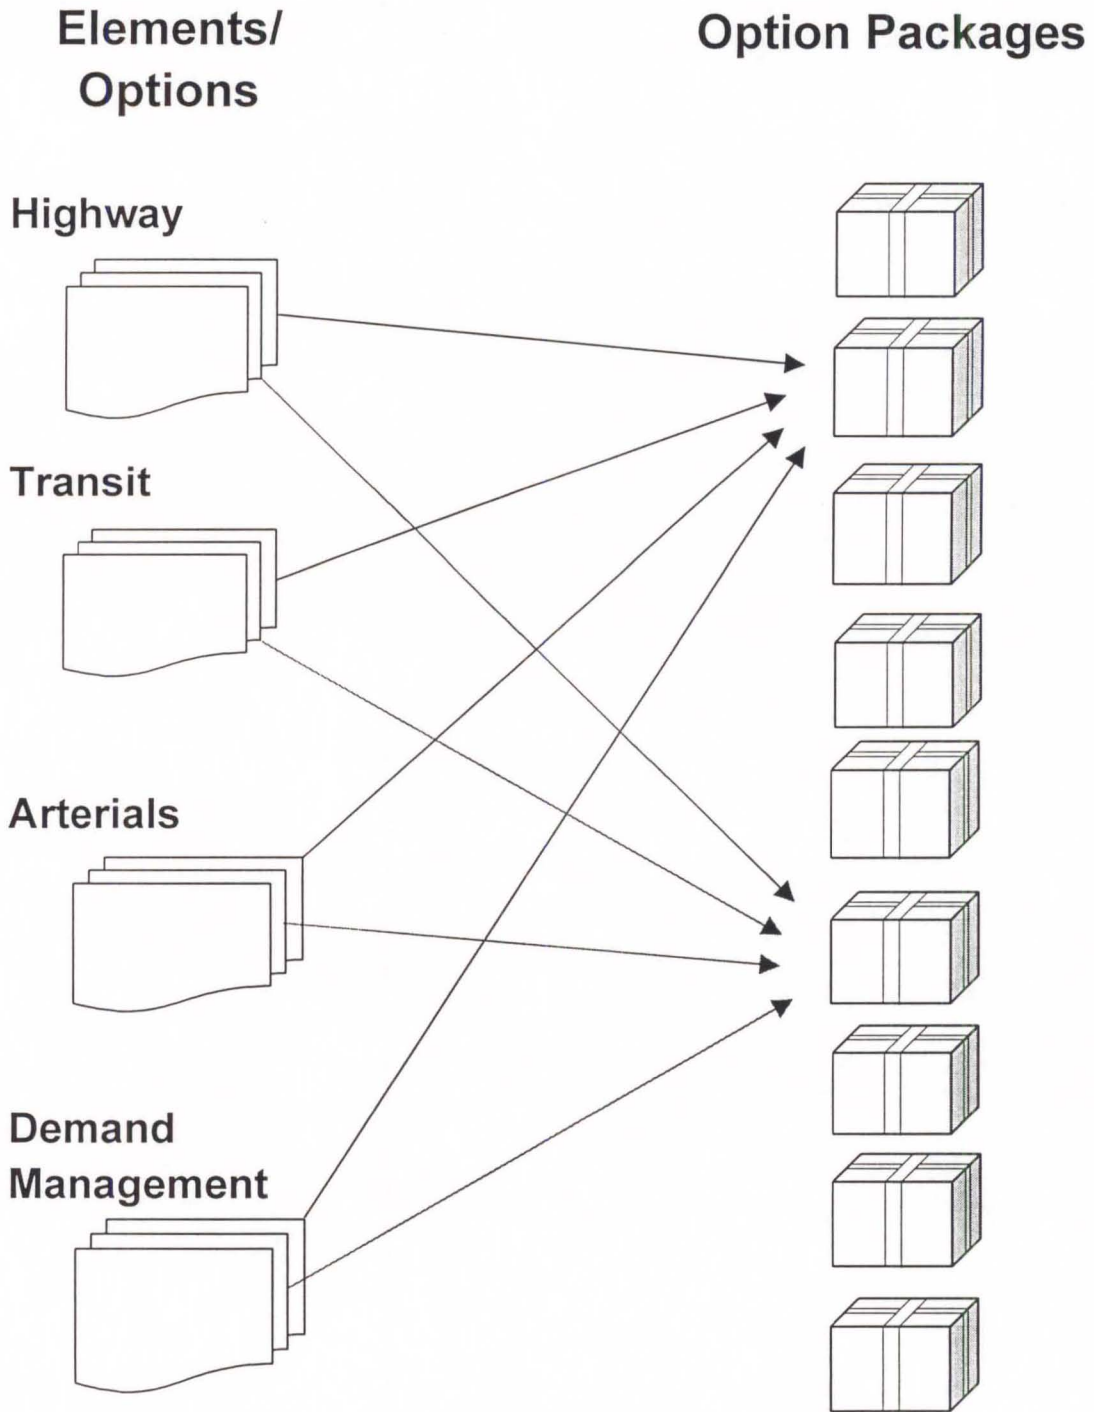 Elements/
Options
Option Packages
Highway
Transit
Arterials
Demand
Management